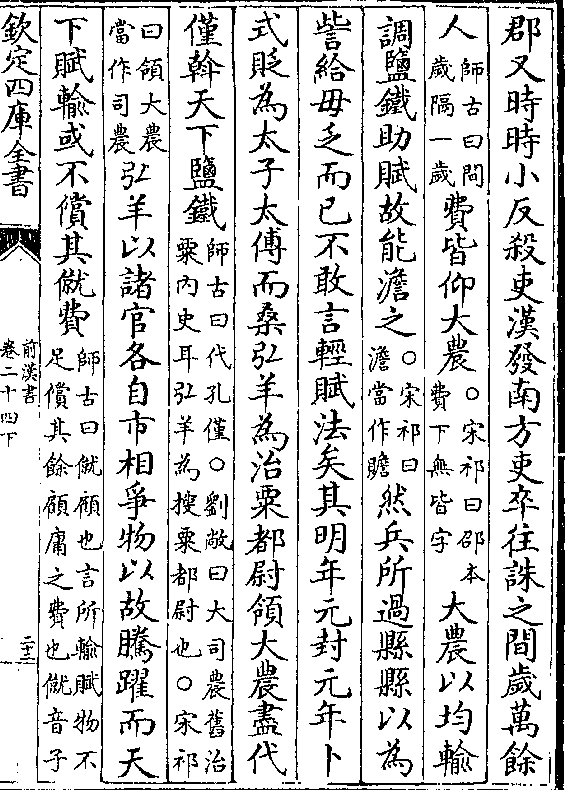 郡又時時小反殺吏漢發南方吏卒往誅之間歲萬餘
人師古曰間歲隔一歲費皆仰大農○宋祁曰邵本費下無皆字大農以均輸
調鹽鐵助賦故能澹之○宋祁曰澹當作贍然兵所過縣縣以為
訾給毋乏而已不敢言輕賦法矣其明年元封元年卜
式貶為太子太傅而桑弘羊為治粟都尉領大農盡代
僅斡天下鹽鐵師古曰代孔僅○劉敞曰大司農舊治粟内史耳弘羊為搜粟都尉也○宋祁
曰領大農當作司農弘羊以諸官各自市相爭物以故騰躍而天
下賦輸或不償其僦費師古曰僦顧也言所輸賦物不足償其餘顧庸之費也僦音子
欽定四庫全書
前漢書
卷二十四下
二十三